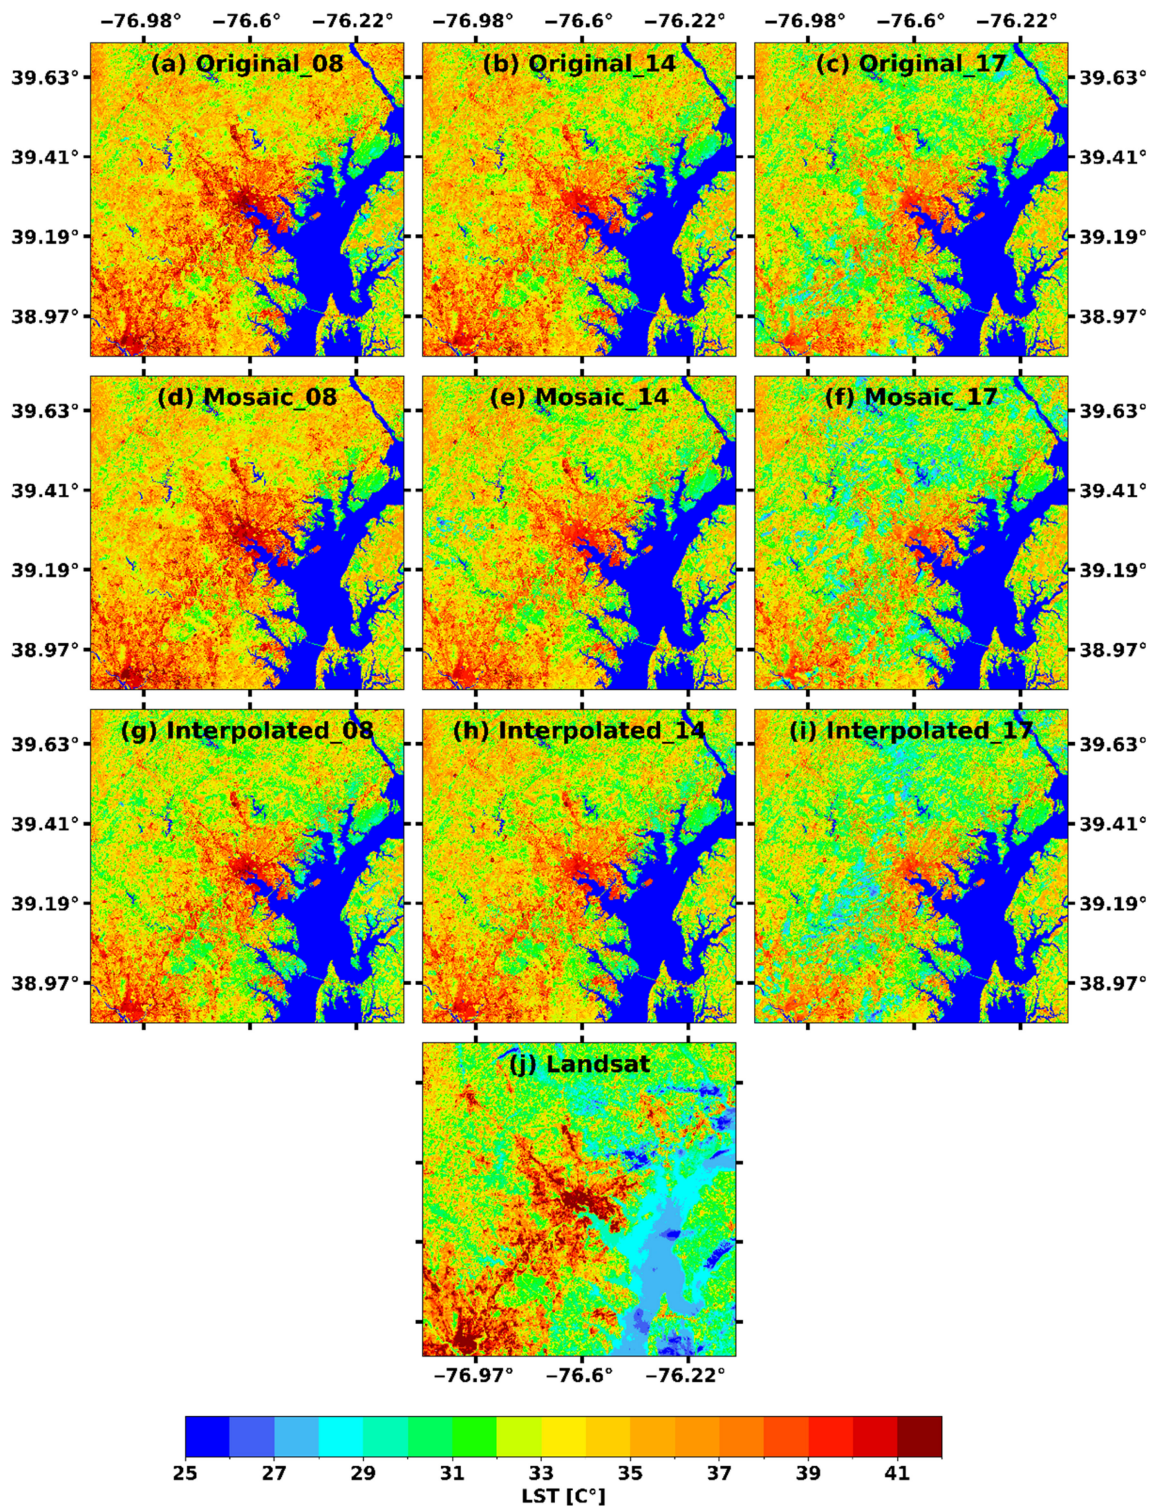 −76.98° −76.6° −76.22° −76.98° −76.6° −76.22° −76.98° −76.6° −76.22°
(a) Original_08 (b) Original_14 (c) Original_17
39.63° 39.63°
39.41° 39.41°
39.19° 39.19°
38.97° 38.97°
(d) Mosaic_08 (e) Mosaic_14 (f) Mosaic_17
39.63° 39.63°
39.41° 39.41°
39.19° 39.19°
38.97° 38.97°
(g) Interpolated_08 (h) Interpolated_14 (i) Interpolated_17
39.63° 39.63°
39.41° 39.41°
39.19° 39.19°
38.97° 38.97°
(j) Landsat
−76.97° −76.6° −76.22°
25 27 29 31 33 35 37 39 41
LST [C°]